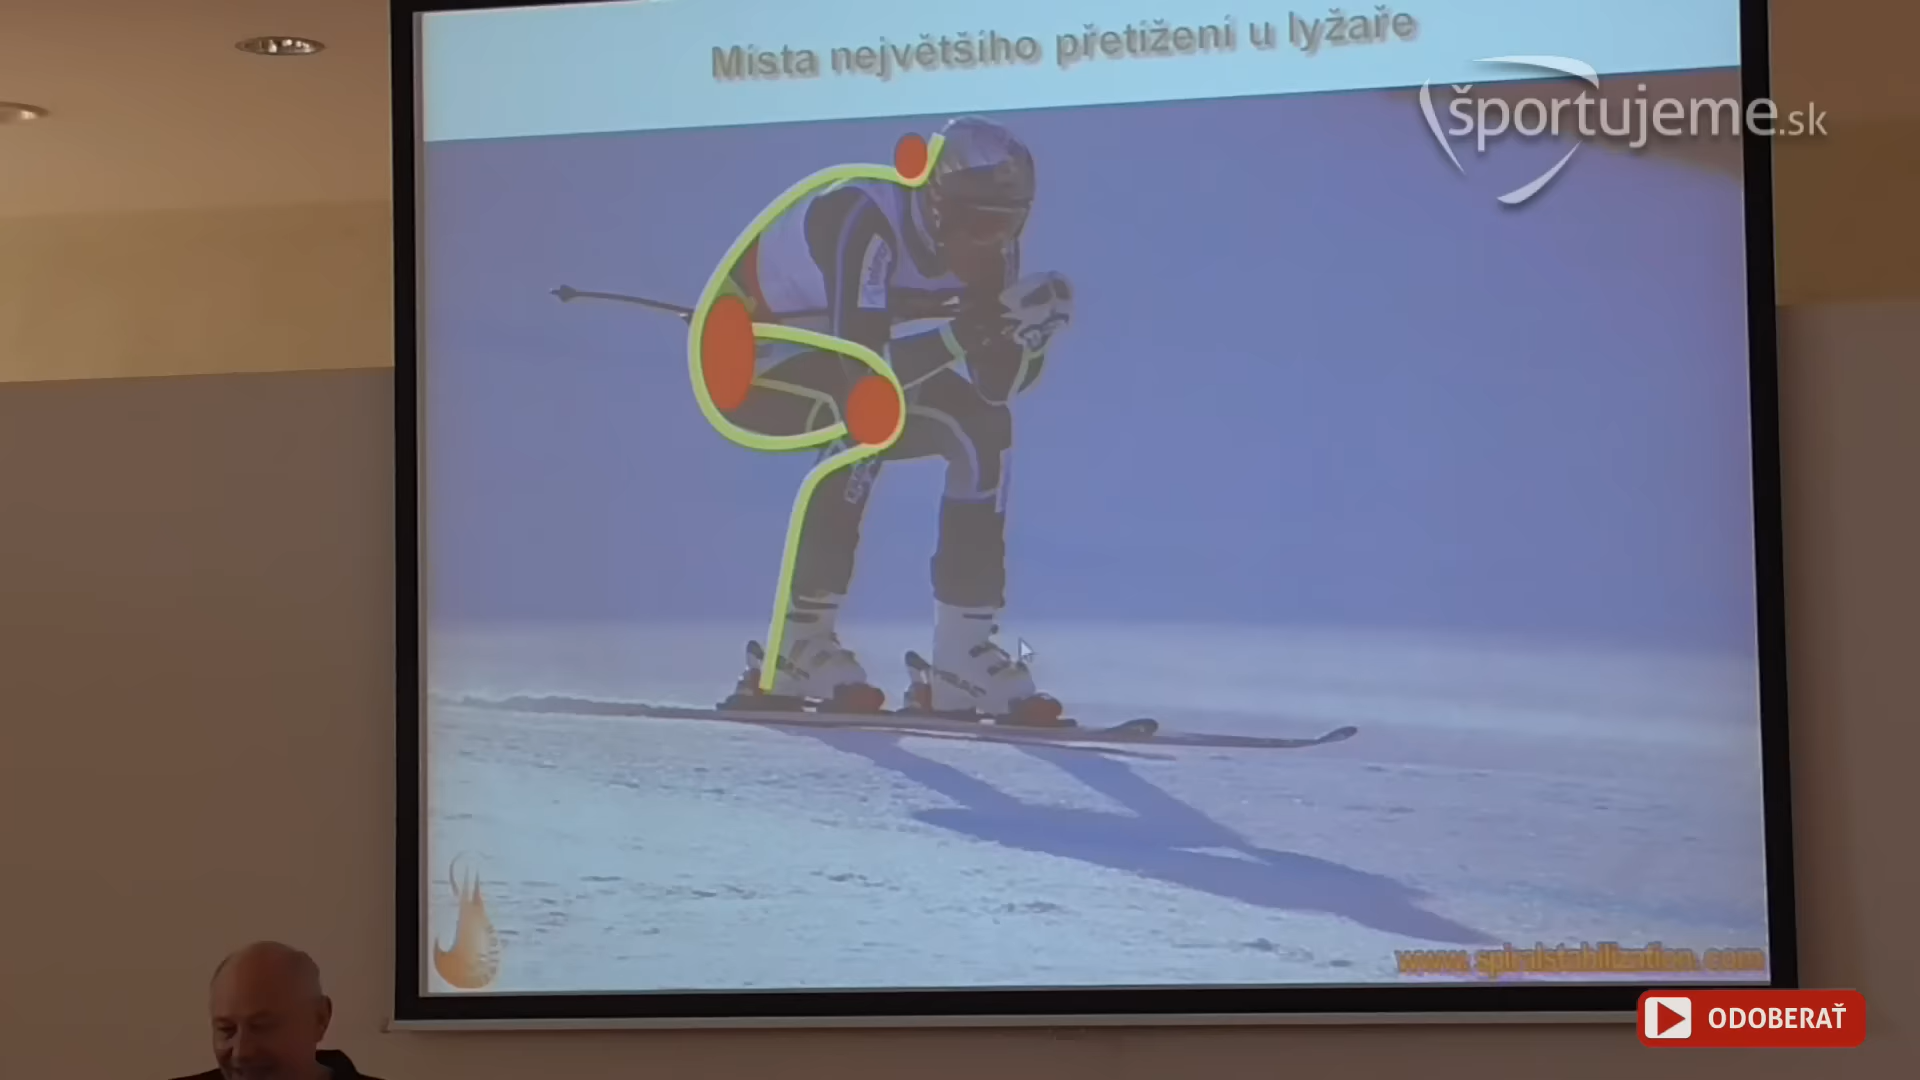 Místa největšího přetížení u lyžaře
športujeme.sk
www. spiralstabilization. com
ODOBERAŤ